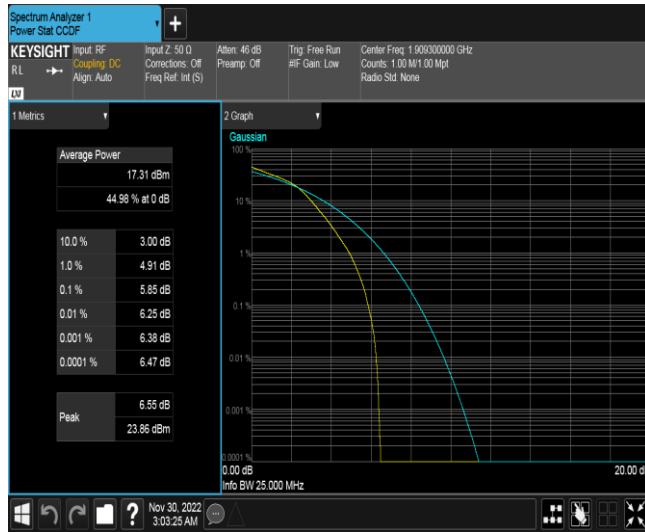 Spectrum Analyzer 1
Power Stat CCDF
+
KEYSIGHT
RL
LXI
Input: RF
Coupling: DC
Align: Auto
Input Z: 50 Ω
Corrections: Off
Freq Ref: Int (S)
Atten: 46 dB
Preamp: Off
Trig: Free Run
#IF Gain: Low
Center Freq: 1.909300000 GHz
Counts: 1.00 M/1.00 Mpt
Radio Std: None
1 Metrics
Average Power
17.31 dBm
44.98 % at 0 dB
10.0 % 3.00 dB
1.0 % 4.91 dB
0.1 % 5.85 dB
0.01 % 6.25 dB
0.001 % 6.38 dB
0.0001 % 6.47 dB
Peak
6.55 dB
23.86 dBm
2 Graph
Gaussian
100 %
10 %
1 %
0.1 %
0.01 %
0.001 %
0.0001 %
0.00 dB
20.00 d
Info BW 25.000 MHz
?
Nov 30, 2022
3:03:25 AM